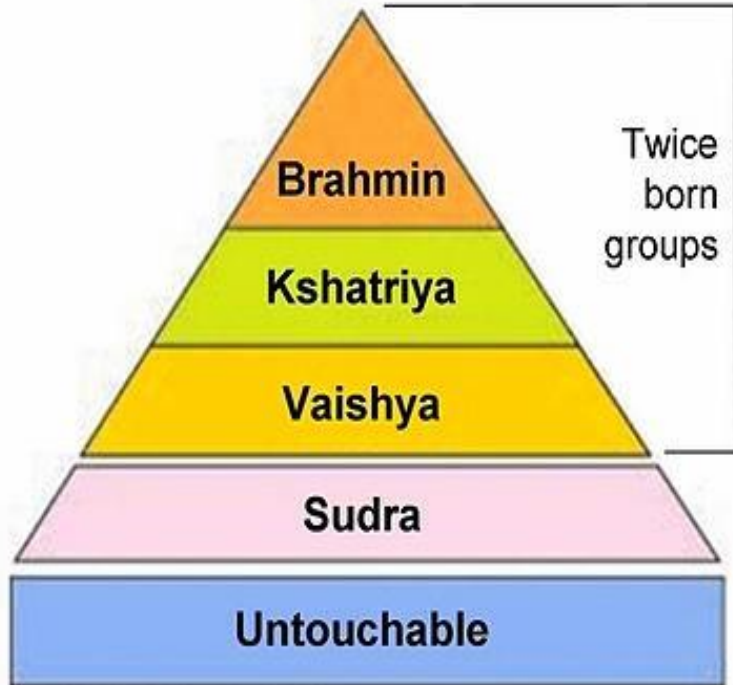 Brahmin
Kshatriya
Vaishya
Sudra
Untouchable
Twice
born
groups